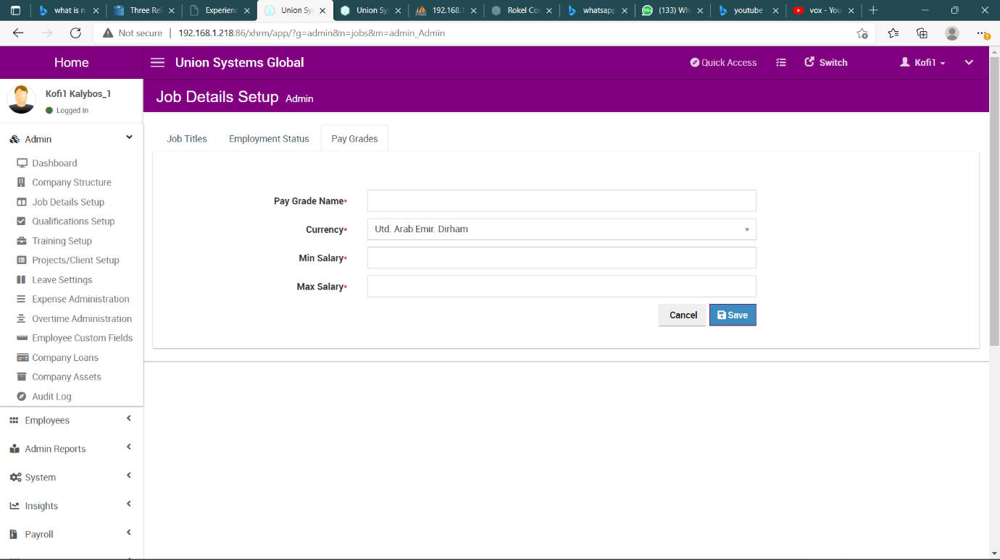 what is n
Three Re
Experienc
Union Sy
Union Sy
192.168.1
Rokel Co
whatsapp
99+
(133) Wh
youtube
vox - You
Not secure | 192.168.1.218:86/xhrm/app/?g=admin&n=jobs&m=admin_Admin
Home
Union Systems Global
Quick Access
Switch
Kofi1
Kofi1 Kalybos_1
Logged In
Job Details Setup Admin
Admin
Dashboard
Company Structure
Job Details Setup
Qualifications Setup
Training Setup
Projects/Client Setup
Leave Settings
Expense Administration
Overtime Administration
Employee Custom Fields
Company Loans
Company Assets
Audit Log
Employees
Admin Reports
System
Insights
Payroll
Job Titles
Employment Status
Pay Grades
Pay Grade Name*
Currency*
Utd. Arab Emir. Dirham
Min Salary*
Max Salary*
Cancel
Save